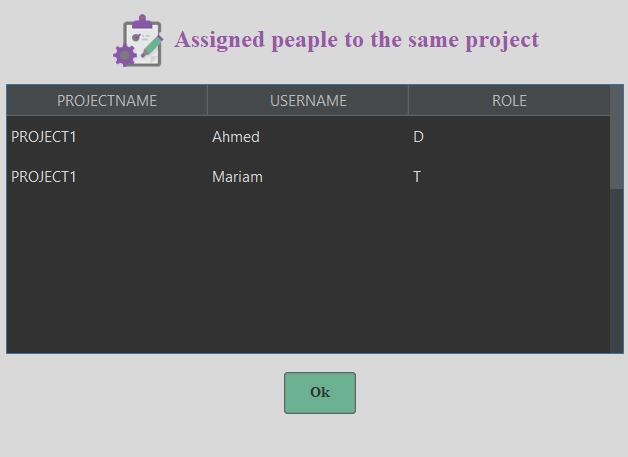 Assigned peaple to the same project
PROJECTNAME USERNAME ROLE
PROJECT1 Ahmed D
PROJECT1 Mariam T
Ok